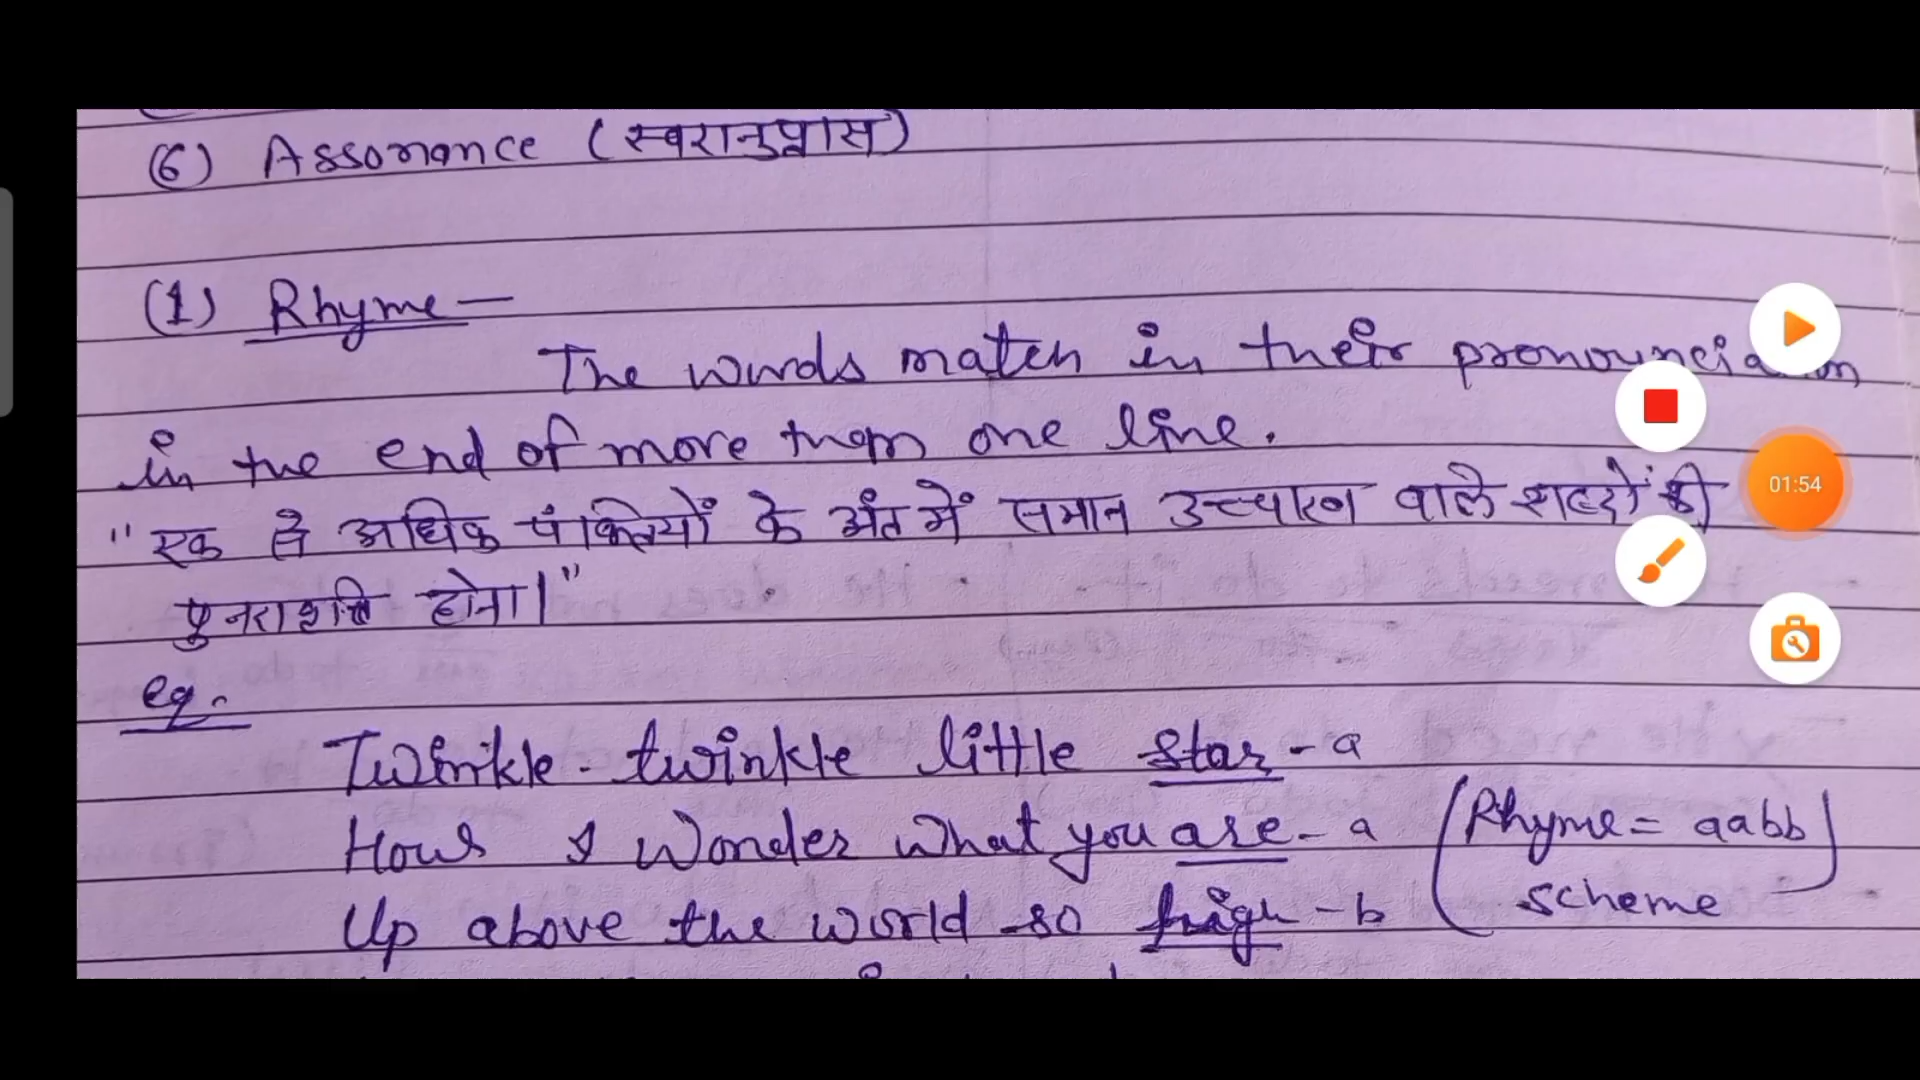 (6) Assonance (स्वरानुप्रास)
(1) Rhyme —
The words match in their pronounciation
in the end of more than one line.
"एक से अधिक पंक्तियों के अंत में समान उच्चारण वाले शब्दों की
पुनरावृत्ति होना।"
eg.
Twinkle - twinkle little star - a
How I wonder what you are - a (Rhyme = aabb)
scheme
Up above the world so high - b
01:54